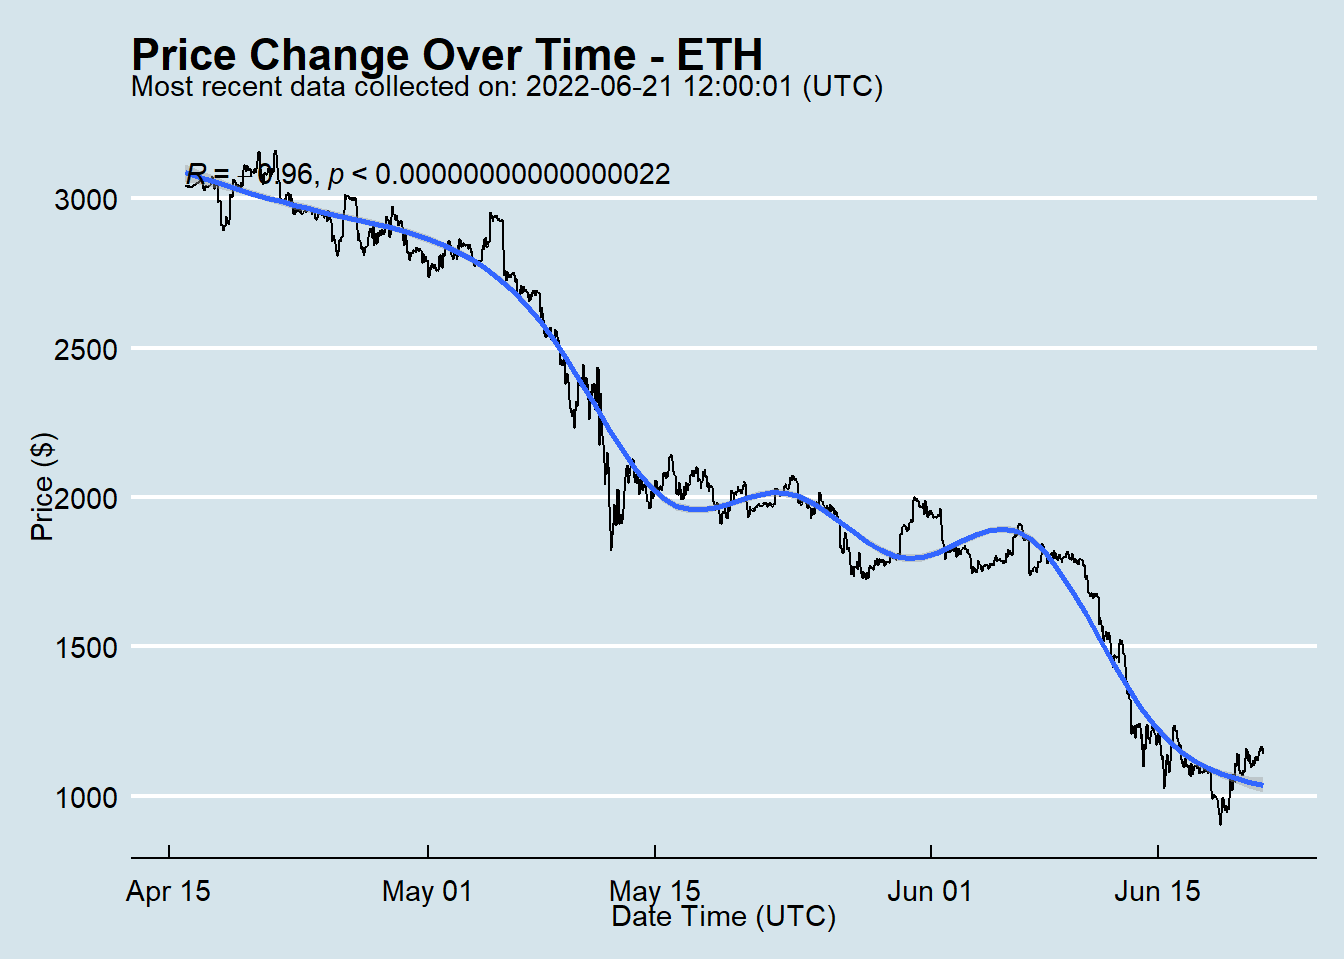 Price Change Over Time - ETH
Most recent data collected on: 2022-06-21 12:00:01 (UTC)
R = −0.96, p < 0.00000000000000022
3000
2500
2000
1500
1000
Price ($)
Apr 15
May 01
May 15
Jun 01
Jun 15
Date Time (UTC)